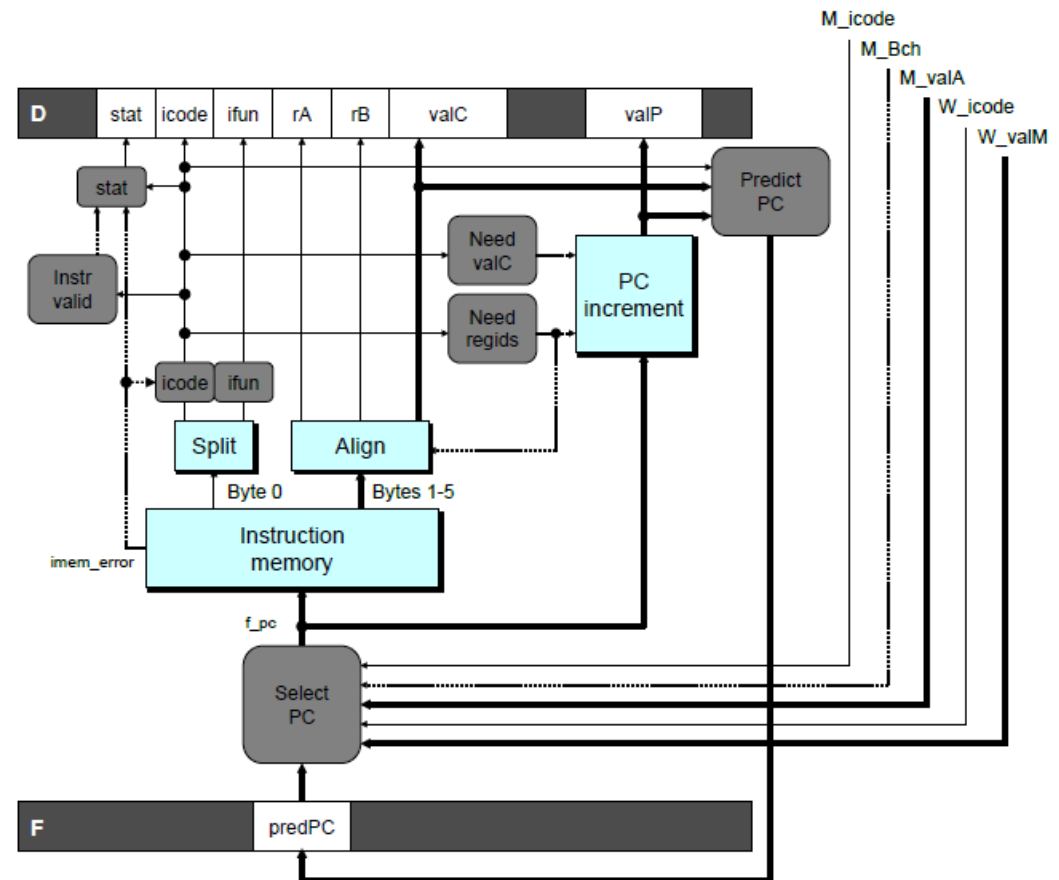 M_icode
M_Bch
M_valA
W_icode
W_valM
D
stat
icode
ifun
rA
rB
valC
valP
stat
Predict
PC
Need
valC
Instr
valid
PC
increment
Need
regids
icode
ifun
Split
Align
Byte 0
Bytes 1-5
Instruction
memory
imem_error
f_pc
Select
PC
F
predPC